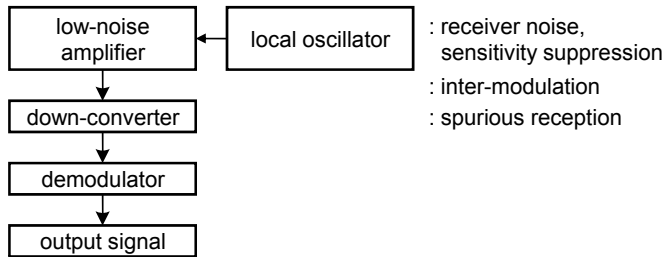 low-noise
amplifier
local oscillator
: receiver noise,
sensitivity suppression
: inter-modulation
down-converter
: spurious reception
demodulator
output signal